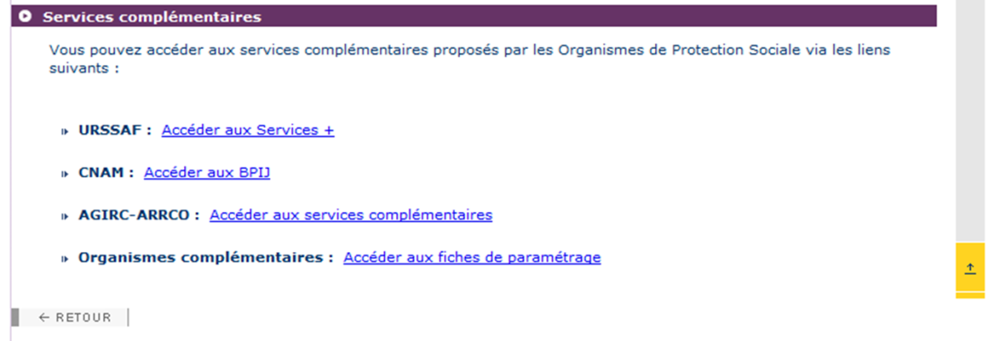 Services complémentaires
Vous pouvez accéder aux services complémentaires proposés par les Organismes de Protection Sociale via les liens
suivants :
URSSAF : Accéder aux Services +
CNAM : Accéder aux BPIJ
AGIRC-ARRCO : Accéder aux services complémentaires
Organismes complémentaires : Accéder aux fiches de paramétrage
← RETOUR